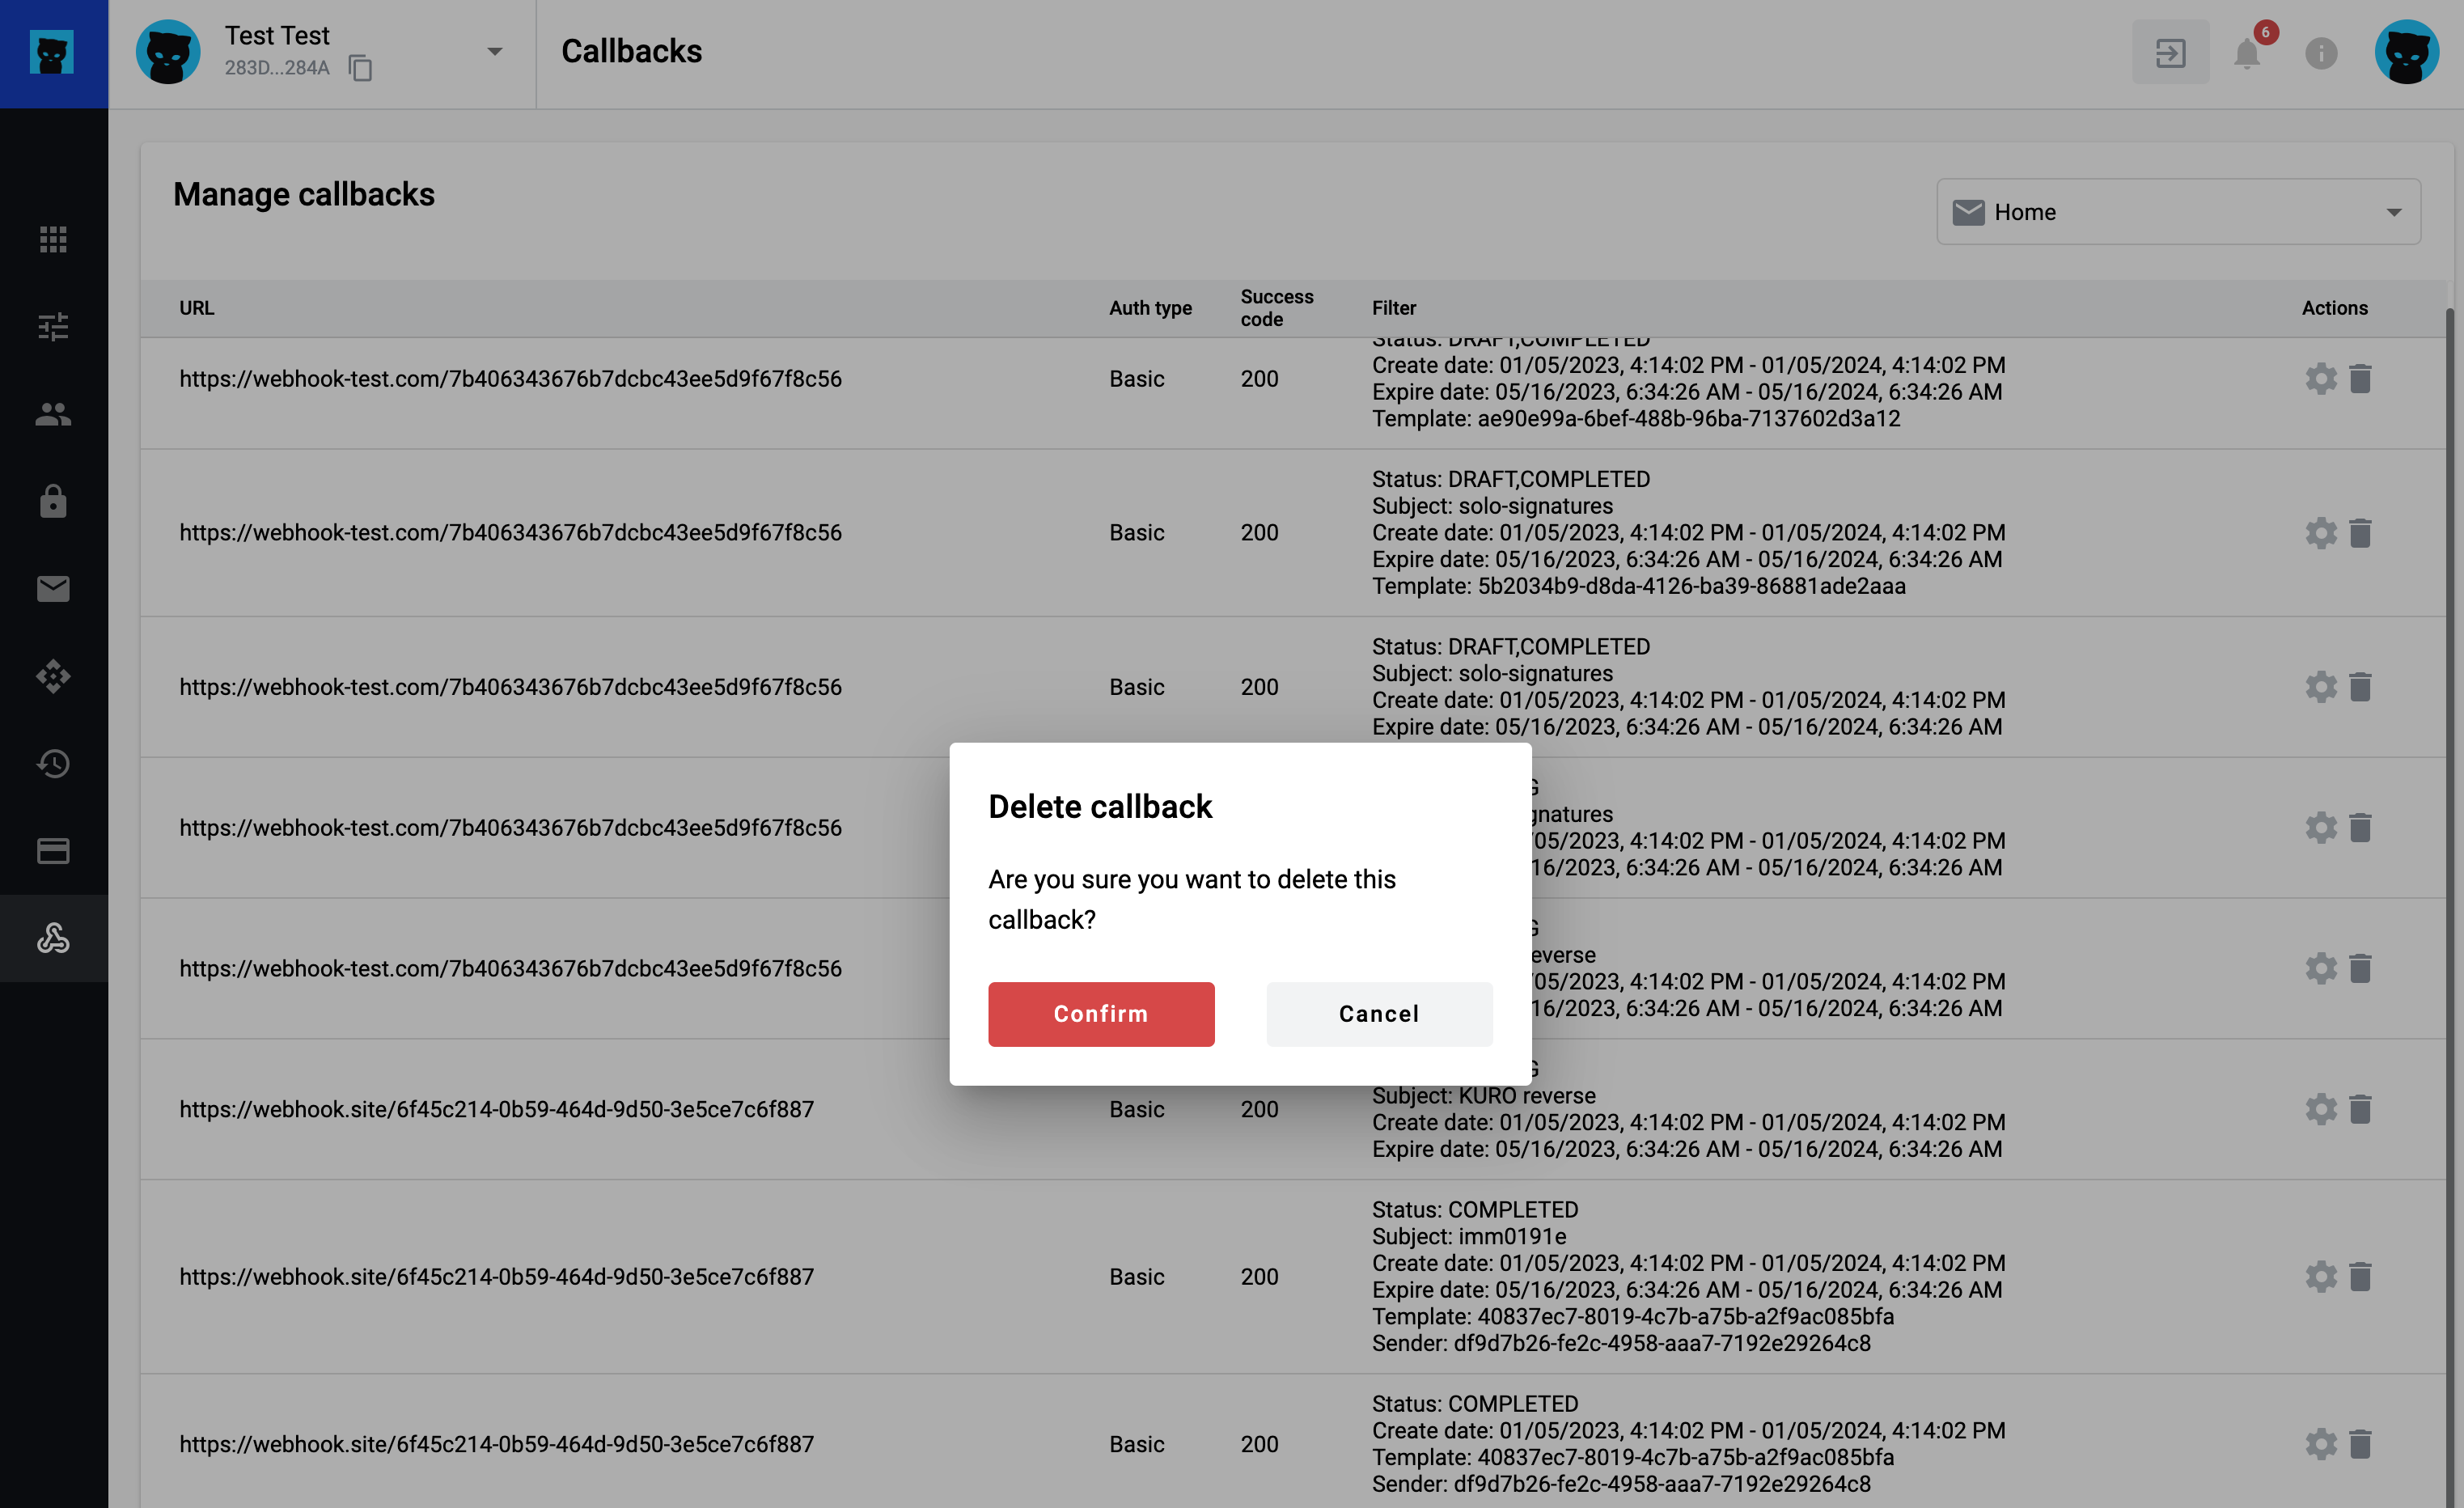 Test Test
283D...284A
Callbacks
6
Manage callbacks
Home
URL
Auth type
Success code
Filter
Actions
Status: DRAFT,COMPLETED
https://webhook-test.com/7b406343676b7dcbc43ee5d9f67f8c56
Basic
200
Create date: 01/05/2023, 4:14:02 PM - 01/05/2024, 4:14:02 PM
Expire date: 05/16/2023, 6:34:26 AM - 05/16/2024, 6:34:26 AM
Template: ae90e99a-6bef-488b-96ba-7137602d3a12
https://webhook-test.com/7b406343676b7dcbc43ee5d9f67f8c56
Basic
200
Status: DRAFT,COMPLETED
Subject: solo-signatures
Create date: 01/05/2023, 4:14:02 PM - 01/05/2024, 4:14:02 PM
Expire date: 05/16/2023, 6:34:26 AM - 05/16/2024, 6:34:26 AM
Template: 5b2034b9-d8da-4126-ba39-86881ade2aaa
https://webhook-test.com/7b406343676b7dcbc43ee5d9f67f8c56
Basic
200
Status: DRAFT,COMPLETED
Subject: solo-signatures
Create date: 01/05/2023, 4:14:02 PM - 01/05/2024, 4:14:02 PM
Expire date: 05/16/2023, 6:34:26 AM - 05/16/2024, 6:34:26 AM
https://webhook-test.com/7b406343676b7dcbc43ee5d9f67f8c56
gnatures
05/2023, 4:14:02 PM - 01/05/2024, 4:14:02 PM
16/2023, 6:34:26 AM - 05/16/2024, 6:34:26 AM
https://webhook-test.com/7b406343676b7dcbc43ee5d9f67f8c56
everse
05/2023, 4:14:02 PM - 01/05/2024, 4:14:02 PM
16/2023, 6:34:26 AM - 05/16/2024, 6:34:26 AM
Delete callback
Are you sure you want to delete this
callback?
Confirm
Cancel
https://webhook.site/6f45c214-0b59-464d-9d50-3e5ce7c6f887
Basic
200
Subject: KURO reverse
Create date: 01/05/2023, 4:14:02 PM - 01/05/2024, 4:14:02 PM
Expire date: 05/16/2023, 6:34:26 AM - 05/16/2024, 6:34:26 AM
https://webhook.site/6f45c214-0b59-464d-9d50-3e5ce7c6f887
Basic
200
Status: COMPLETED
Subject: imm0191e
Create date: 01/05/2023, 4:14:02 PM - 01/05/2024, 4:14:02 PM
Expire date: 05/16/2023, 6:34:26 AM - 05/16/2024, 6:34:26 AM
Template: 40837ec7-8019-4c7b-a75b-a2f9ac085bfa
Sender: df9d7b26-fe2c-4958-aaa7-7192e29264c8
https://webhook.site/6f45c214-0b59-464d-9d50-3e5ce7c6f887
Basic
200
Status: COMPLETED
Create date: 01/05/2023, 4:14:02 PM - 01/05/2024, 4:14:02 PM
Template: 40837ec7-8019-4c7b-a75b-a2f9ac085bfa
Sender: df9d7b26-fe2c-4958-aaa7-7192e29264c8